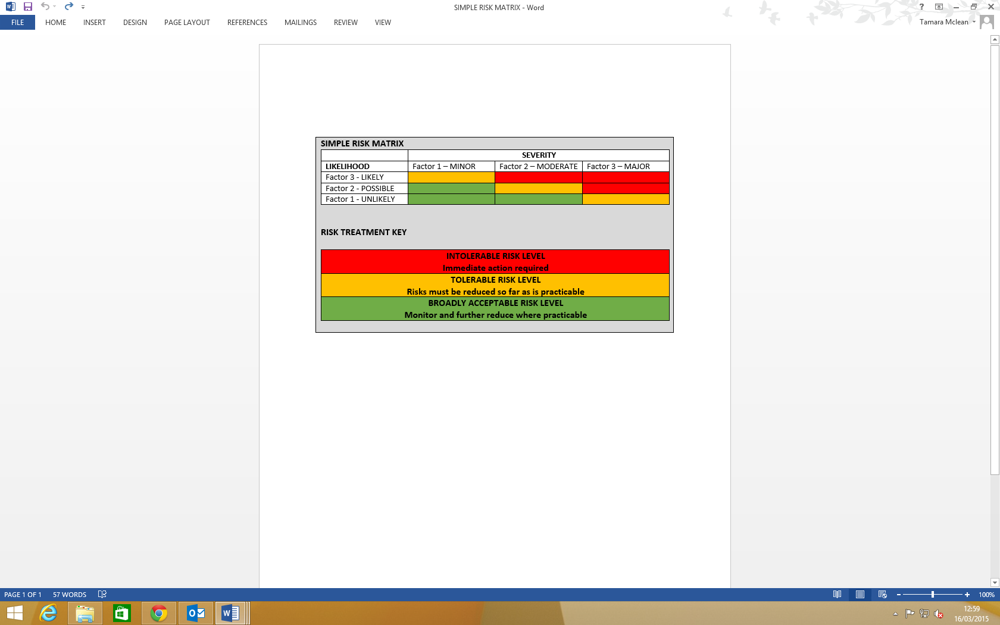 SIMPLE RISK MATRIX - Word
FILE HOME INSERT DESIGN PAGE LAYOUT REFERENCES MAILINGS REVIEW VIEW
Tamara Mclean
SIMPLE RISK MATRIX
SEVERITY
LIKELIHOOD Factor 1 – MINOR Factor 2 – MODERATE Factor 3 – MAJOR
Factor 3 - LIKELY
Factor 2 - POSSIBLE
Factor 1 - UNLIKELY
RISK TREATMENT KEY
INTOLERABLE RISK LEVEL
Immediate action required
TOLERABLE RISK LEVEL
Risks must be reduced so far as is practicable
BROADLY ACCEPTABLE RISK LEVEL
Monitor and further reduce where practicable
PAGE 1 OF 1 57 WORDS 100%
12:59
16/03/2015